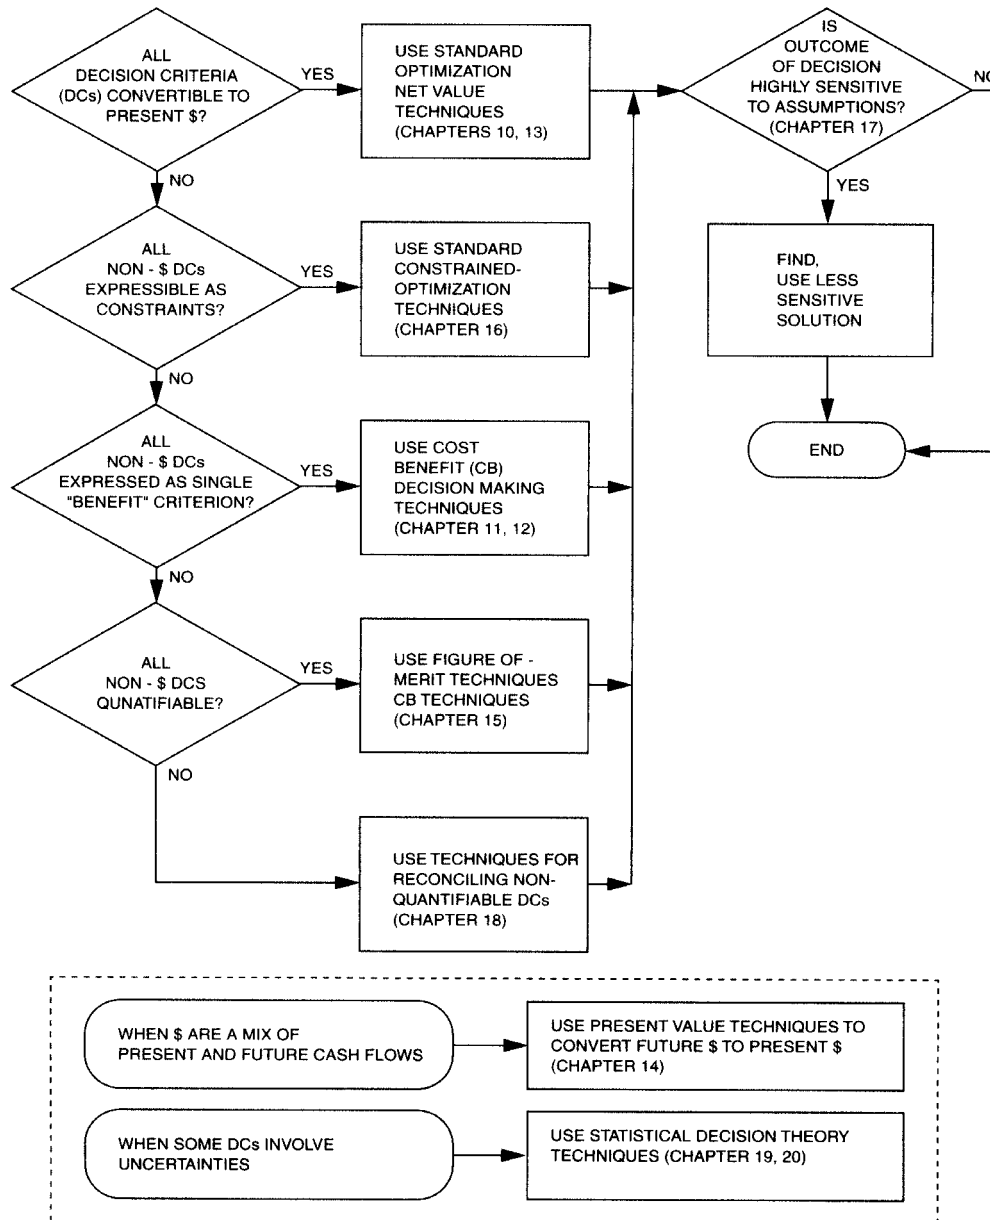 ALL
DECISION CRITERIA
(DCs) CONVERTIBLE TO
PRESENT $?
YES
USE STANDARD
OPTIMIZATION
NET VALUE
TECHNIQUES
(CHAPTERS 10, 13)
IS
OUTCOME
OF DECISION
HIGHLY SENSITIVE
TO ASSUMPTIONS?
(CHAPTER 17)
NO
NO
YES
ALL
NON - $ DCs
EXPRESSIBLE AS
CONSTRAINTS?
YES
USE STANDARD
CONSTRAINED-
OPTIMIZATION
TECHNIQUES
(CHAPTER 16)
FIND,
USE LESS
SENSITIVE
SOLUTION
NO
ALL
NON - $ DCs
EXPRESSED AS SINGLE
"BENEFIT" CRITERION?
YES
USE COST
BENEFIT (CB)
DECISION MAKING
TECHNIQUES
(CHAPTER 11, 12)
END
NO
ALL
NON - $ DCS
QUNATIFIABLE?
YES
USE FIGURE OF -
MERIT TECHNIQUES
CB TECHNIQUES
(CHAPTER 15)
NO
USE TECHNIQUES FOR
RECONCILING NON-
QUANTIFIABLE DCs
(CHAPTER 18)
WHEN $ ARE A MIX OF
PRESENT AND FUTURE CASH FLOWS
USE PRESENT VALUE TECHNIQUES TO
CONVERT FUTURE $ TO PRESENT $
(CHAPTER 14)
WHEN SOME DCs INVOLVE
UNCERTAINTIES
USE STATISTICAL DECISION THEORY
TECHNIQUES (CHAPTER 19, 20)